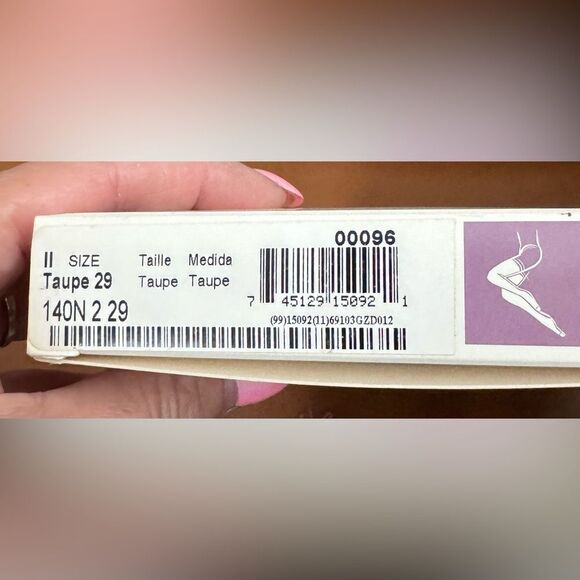 II SIZE Taille Medida
Taupe 29 Taupe Taupe
140N 2 29
00096
7 45129 15092 1
(99)15092(11)69103GZD012